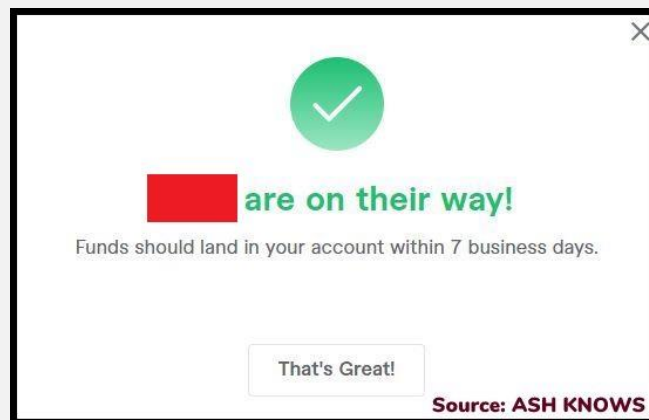 are on their way!
Funds should land in your account within 7 business days.
That's Great!
Source: ASH KNOWS